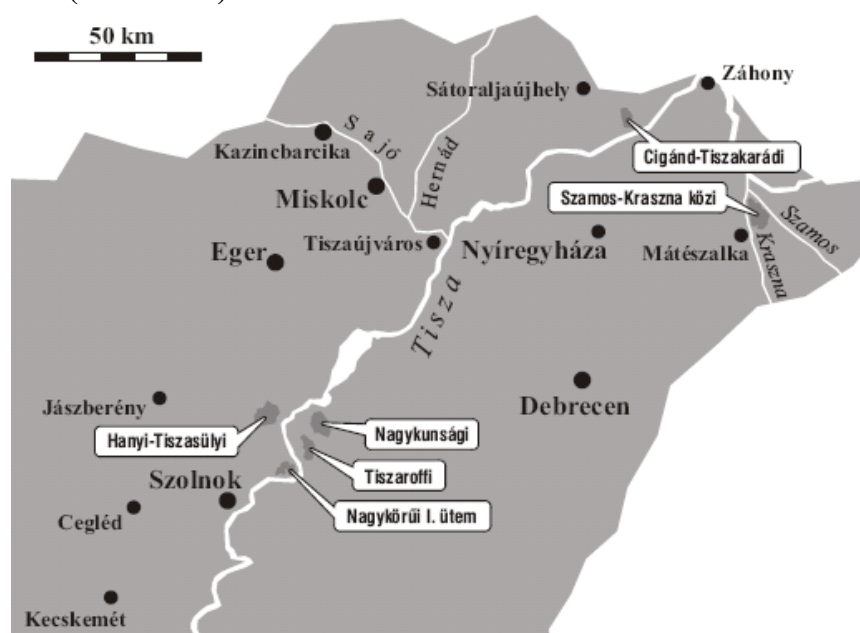 50 km
Záhony
Sátoraljaújhely
Sajó
Kazincbarcika
Hernád
Cigánd-Tiszakarádi
Miskolc
Szamos-Kraszna közi
Szamos
Tiszaújváros
Nyíregyháza
Mátészalka
Kraszna
Eger
Tisza
Debrecen
Jászberény
Hanyi-Tiszasülyi
Nagykunsági
Tiszaroffi
Szolnok
Nagykörűi I. ütem
Cegléd
Kecskemét